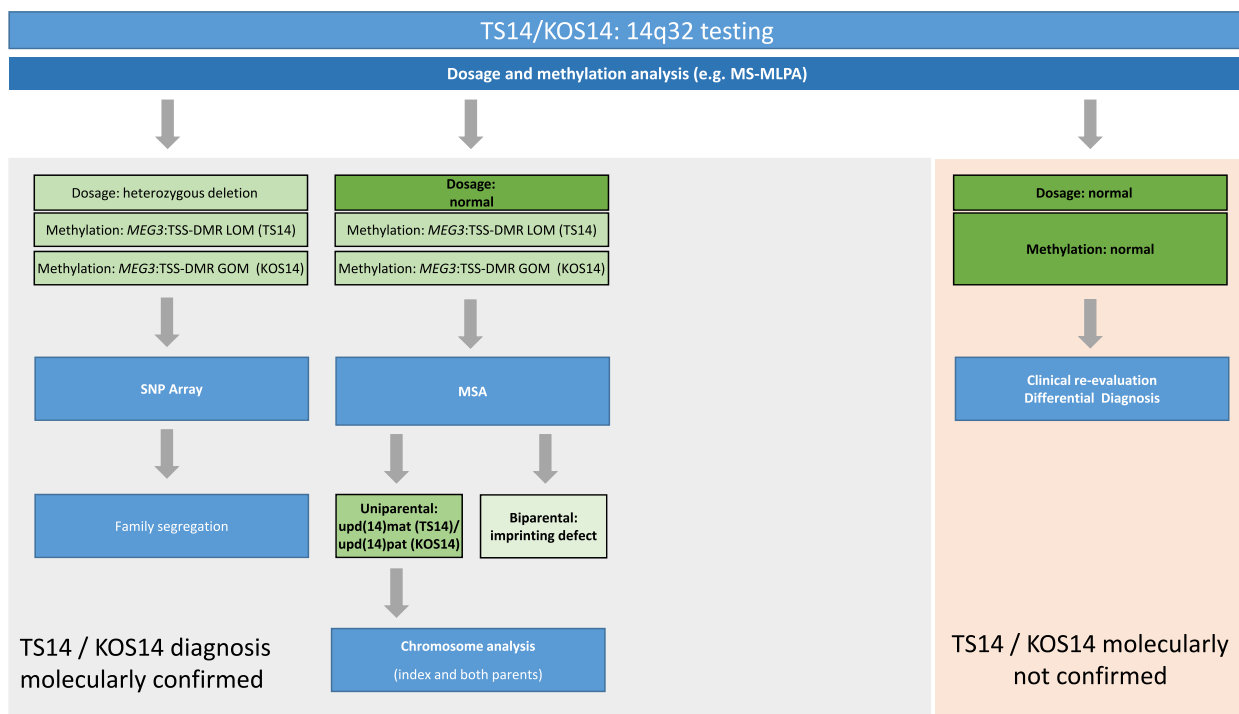 TS14/KOS14: 14q32 testing
Dosage and methylation analysis (e.g. MS-MLPA)
Dosage: heterozygous deletion
Methylation: MEG3:TSS-DMR LOM (TS14)
Methylation: MEG3:TSS-DMR GOM (KOS14)
SNP Array
Family segregation
Dosage:
normal
Methylation: MEG3:TSS-DMR LOM (TS14)
Methylation: MEG3:TSS-DMR GOM (KOS14)
MSA
Uniparental:
upd(14)mat (TS14)/
upd(14)pat (KOS14)
Biparental:
imprinting defect
Chromosome analysis
(index and both parents)
TS14 / KOS14 diagnosis
molecularly confirmed
Dosage: normal
Methylation: normal
Clinical re-evaluation
Differential Diagnosis
TS14 / KOS14 molecularly
not confirmed